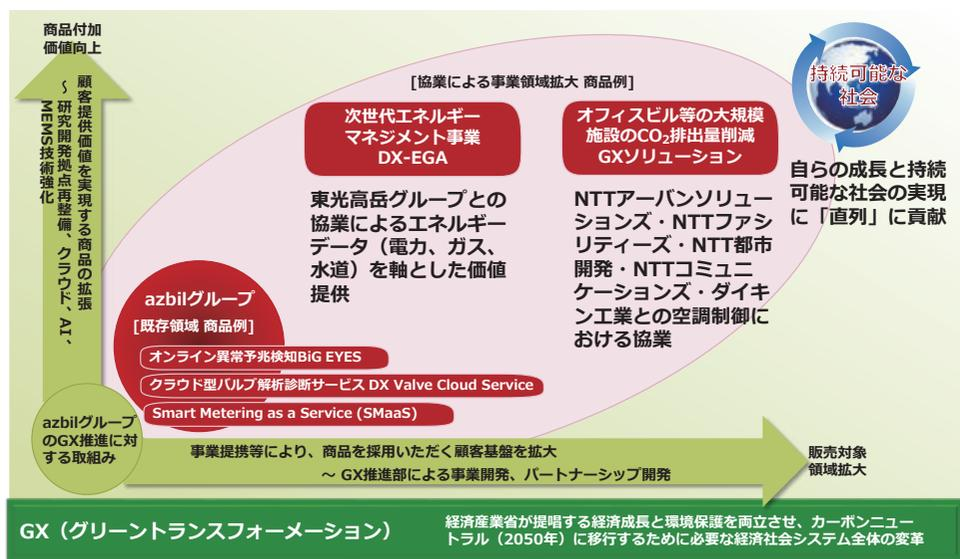 商品付加
価値向上
顧客提供価値を実現する商品の拡張
～ 研究開発拠点再整備、クラウド、AI、
MEMS技術強化
[協業による事業領域拡大 商品例]
次世代エネルギー
マネジメント事業
DX-EGA
東光高岳グループとの
協業によるエネルギー
データ（電力、ガス、
水道）を軸とした価値
提供
オフィスビル等の大規模
施設のCO₂排出量削減
GXソリューション
NTTアーバンソリュー
ションズ・NTTファシ
リティーズ・NTT都市
開発・NTTコミュニ
ケーションズ・ダイキ
ン工業との空調制御に
おける協業
持続可能な
社会
自らの成長と持続
可能な社会の実現
に「直列」に貢献
azbilグループ
[既存領域 商品例]
オンライン異常予兆検知BiG EYES
クラウド型バルブ解析診断サービス DX Valve Cloud Service
Smart Metering as a Service (SMaaS)
azbilグループ
のGX推進に対
する取組み
事業提携等により、商品を採用いただく顧客基盤を拡大
～ GX推進部による事業開発、パートナーシップ開発
販売対象
領域拡大
GX（グリーントランスフォーメーション）
経済産業省が提唱する経済成長と環境保護を両立させ、カーボンニュー
トラル（2050年）に移行するために必要な経済社会システム全体の変革